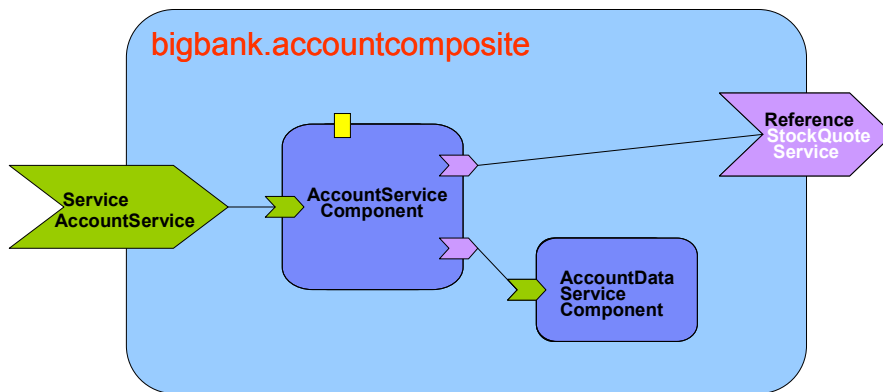 bigbank.accountcomposite
Reference
StockQuote
Service
Service
AccountService
AccountService
Component
AccountData
Service
Component